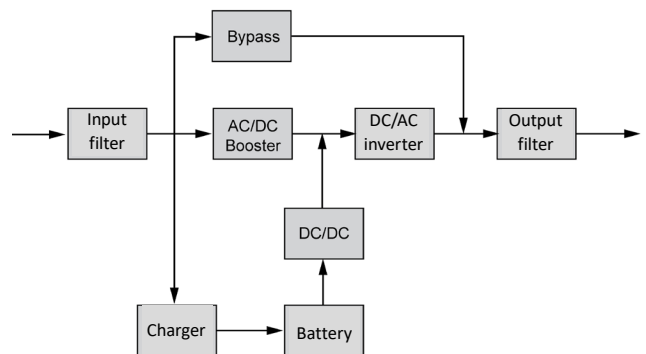 Bypass
Input
filter
AC/DC
Booster
DC/AC
inverter
Output
filter
DC/DC
Charger
Battery